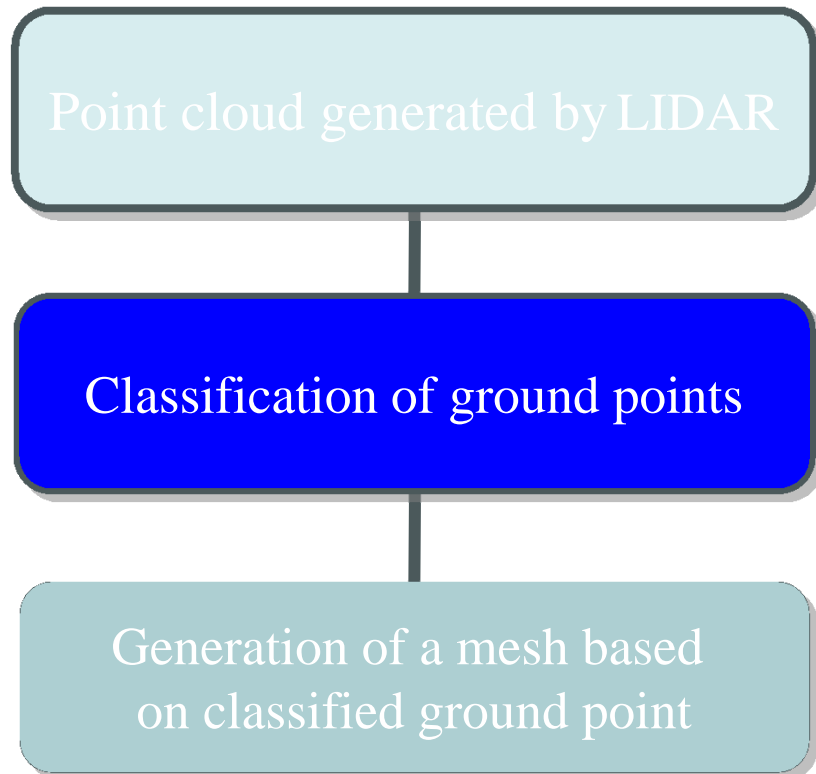 Point cloud generated by LIDAR
Classification of ground points
Generation of a mesh based
on classified ground point